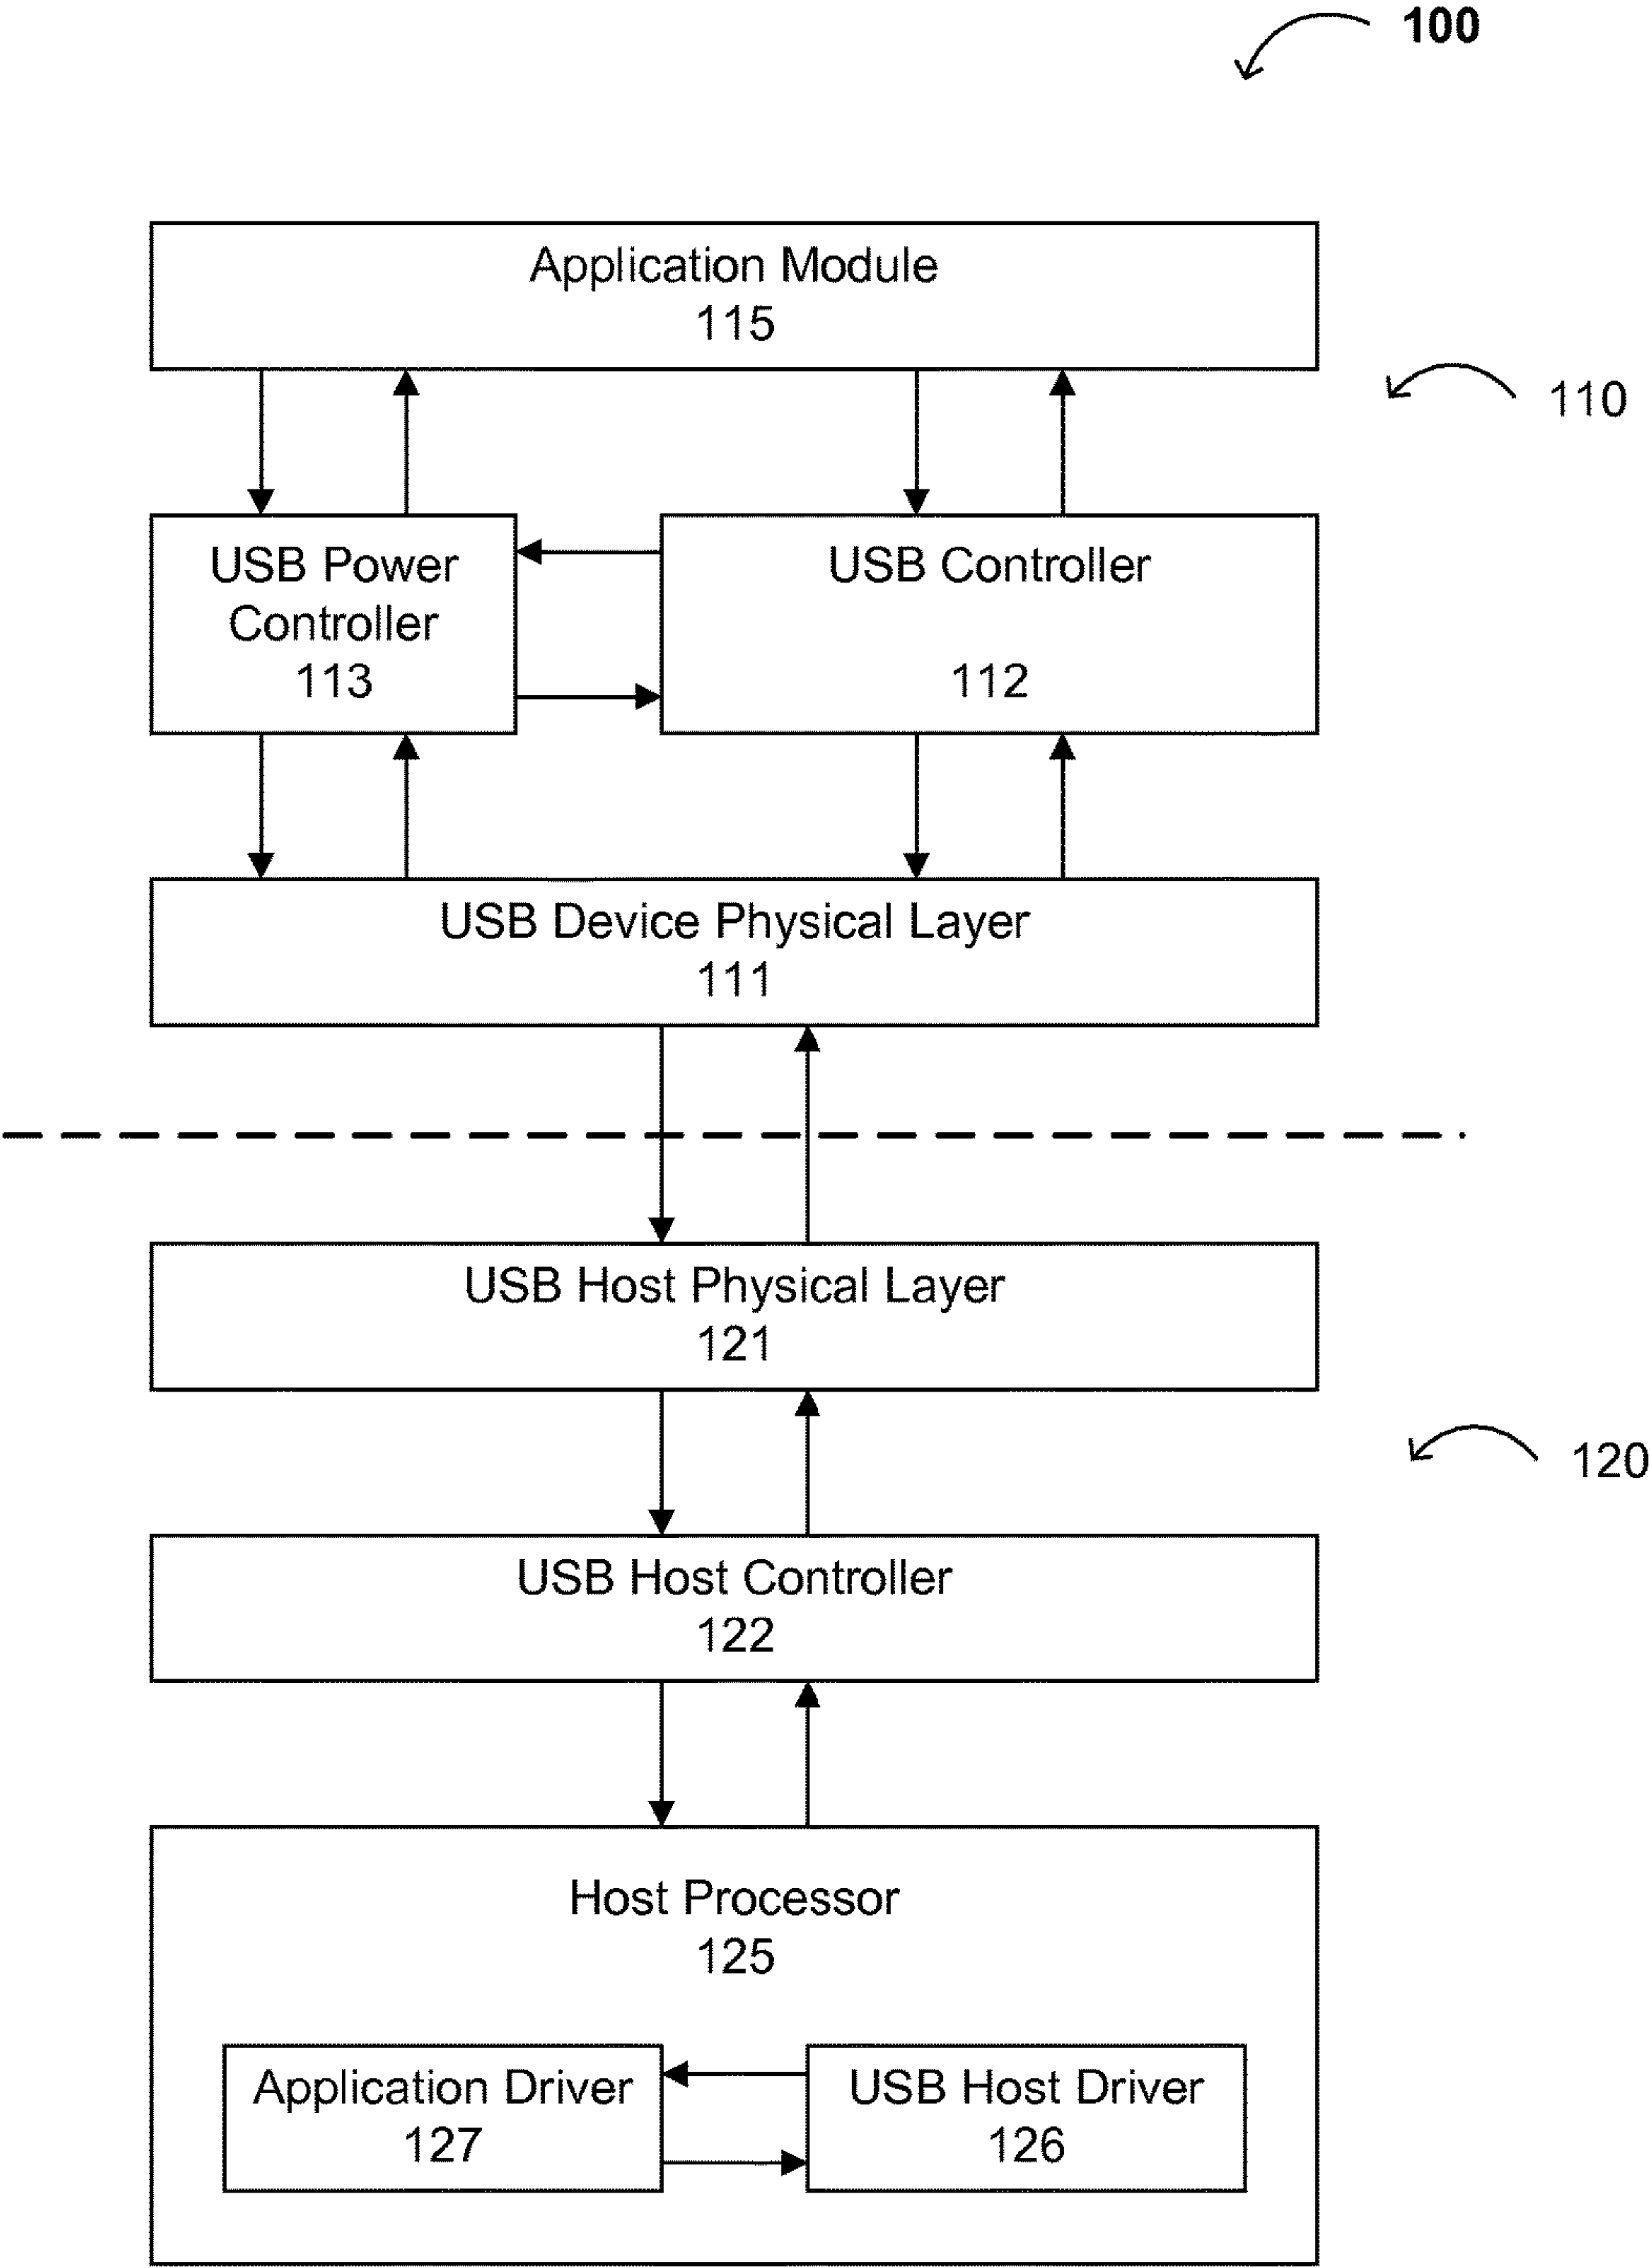 100
Application Module
115
110
USB Power
Controller
113
USB Controller
112
USB Device Physical Layer
111
USB Host Physical Layer
121
120
USB Host Controller
122
Host Processor
125
Application Driver
127
USB Host Driver
126